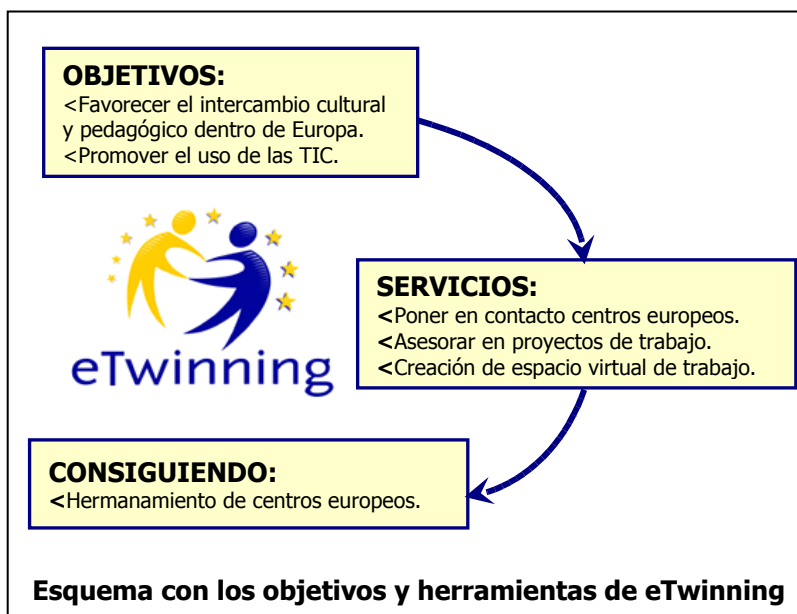 OBJETIVOS:
<Favorecer el intercambio cultural
y pedagógico dentro de Europa.
<Promover el uso de las TIC.
eTwinning
SERVICIOS:
<Poner en contacto centros europeos.
<Asesorar en proyectos de trabajo.
<Creación de espacio virtual de trabajo.
CONSIGUIENDO:
<Hermanamiento de centros europeos.
Esquema con los objetivos y herramientas de eTwinning